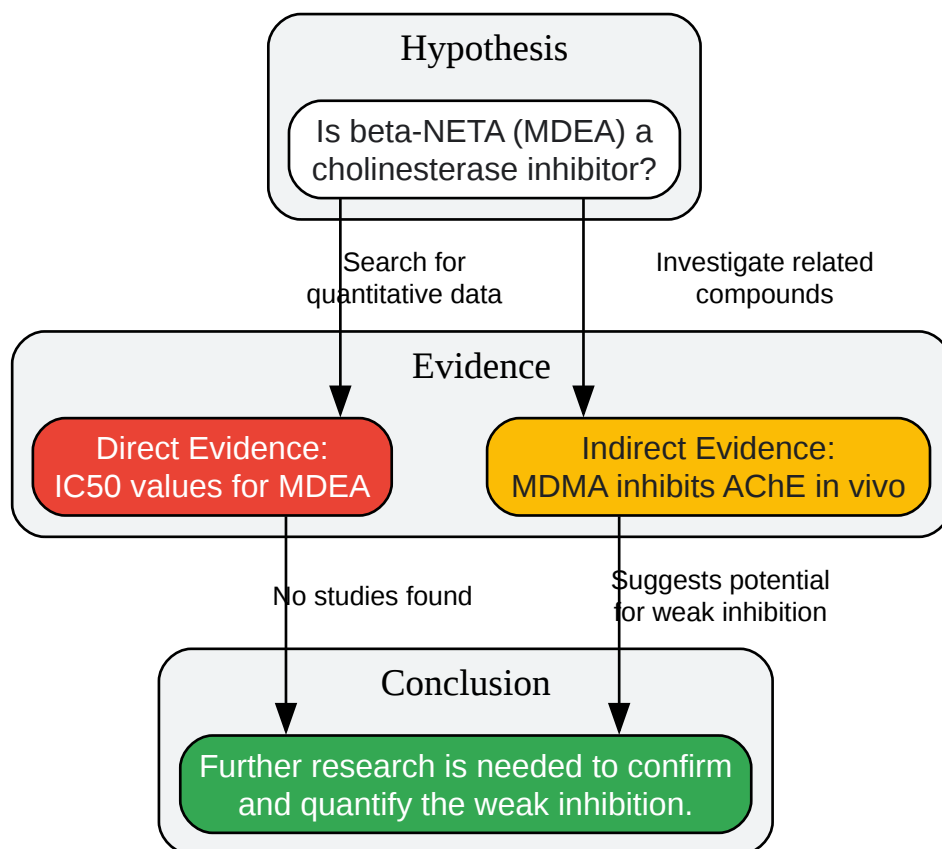 Hypothesis
Is beta-NETA (MDEA) a
cholinesterase inhibitor?
Search for
quantitative data
Investigate related
compounds
Evidence
Direct Evidence:
IC50 values for MDEA
Indirect Evidence:
MDMA inhibits AChE in vivo
No studies found
Suggests potential
for weak inhibition
Conclusion
Further research is needed to confirm
and quantify the weak inhibition.